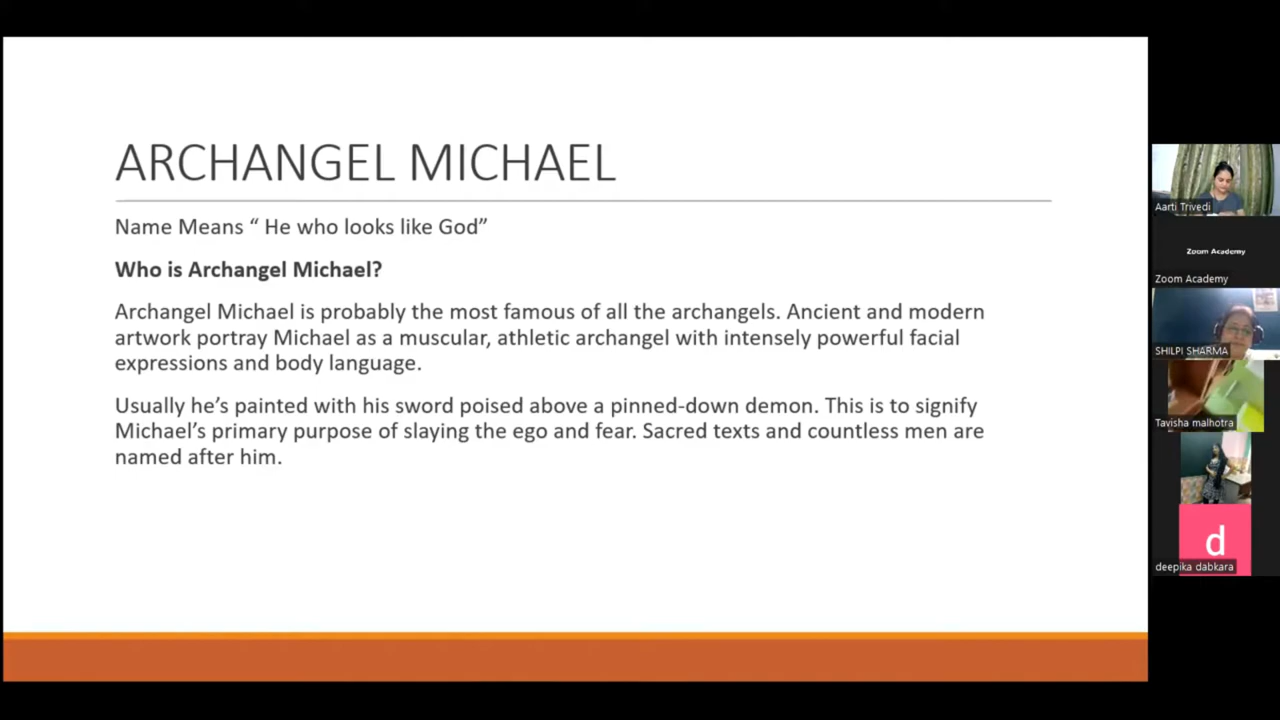 ARCHANGEL MICHAEL
Name Means “ He who looks like God”
Who is Archangel Michael?
Archangel Michael is probably the most famous of all the archangels. Ancient and modern
artwork portray Michael as a muscular, athletic archangel with intensely powerful facial
expressions and body language.
Usually he’s painted with his sword poised above a pinned-down demon. This is to signify
Michael’s primary purpose of slaying the ego and fear. Sacred texts and countless men are
named after him.
Aarti Trivedi
Zoom Academy
Zoom Academy
SHILPI SHARMA
Tavisha malhotra
d
deepika dabkara